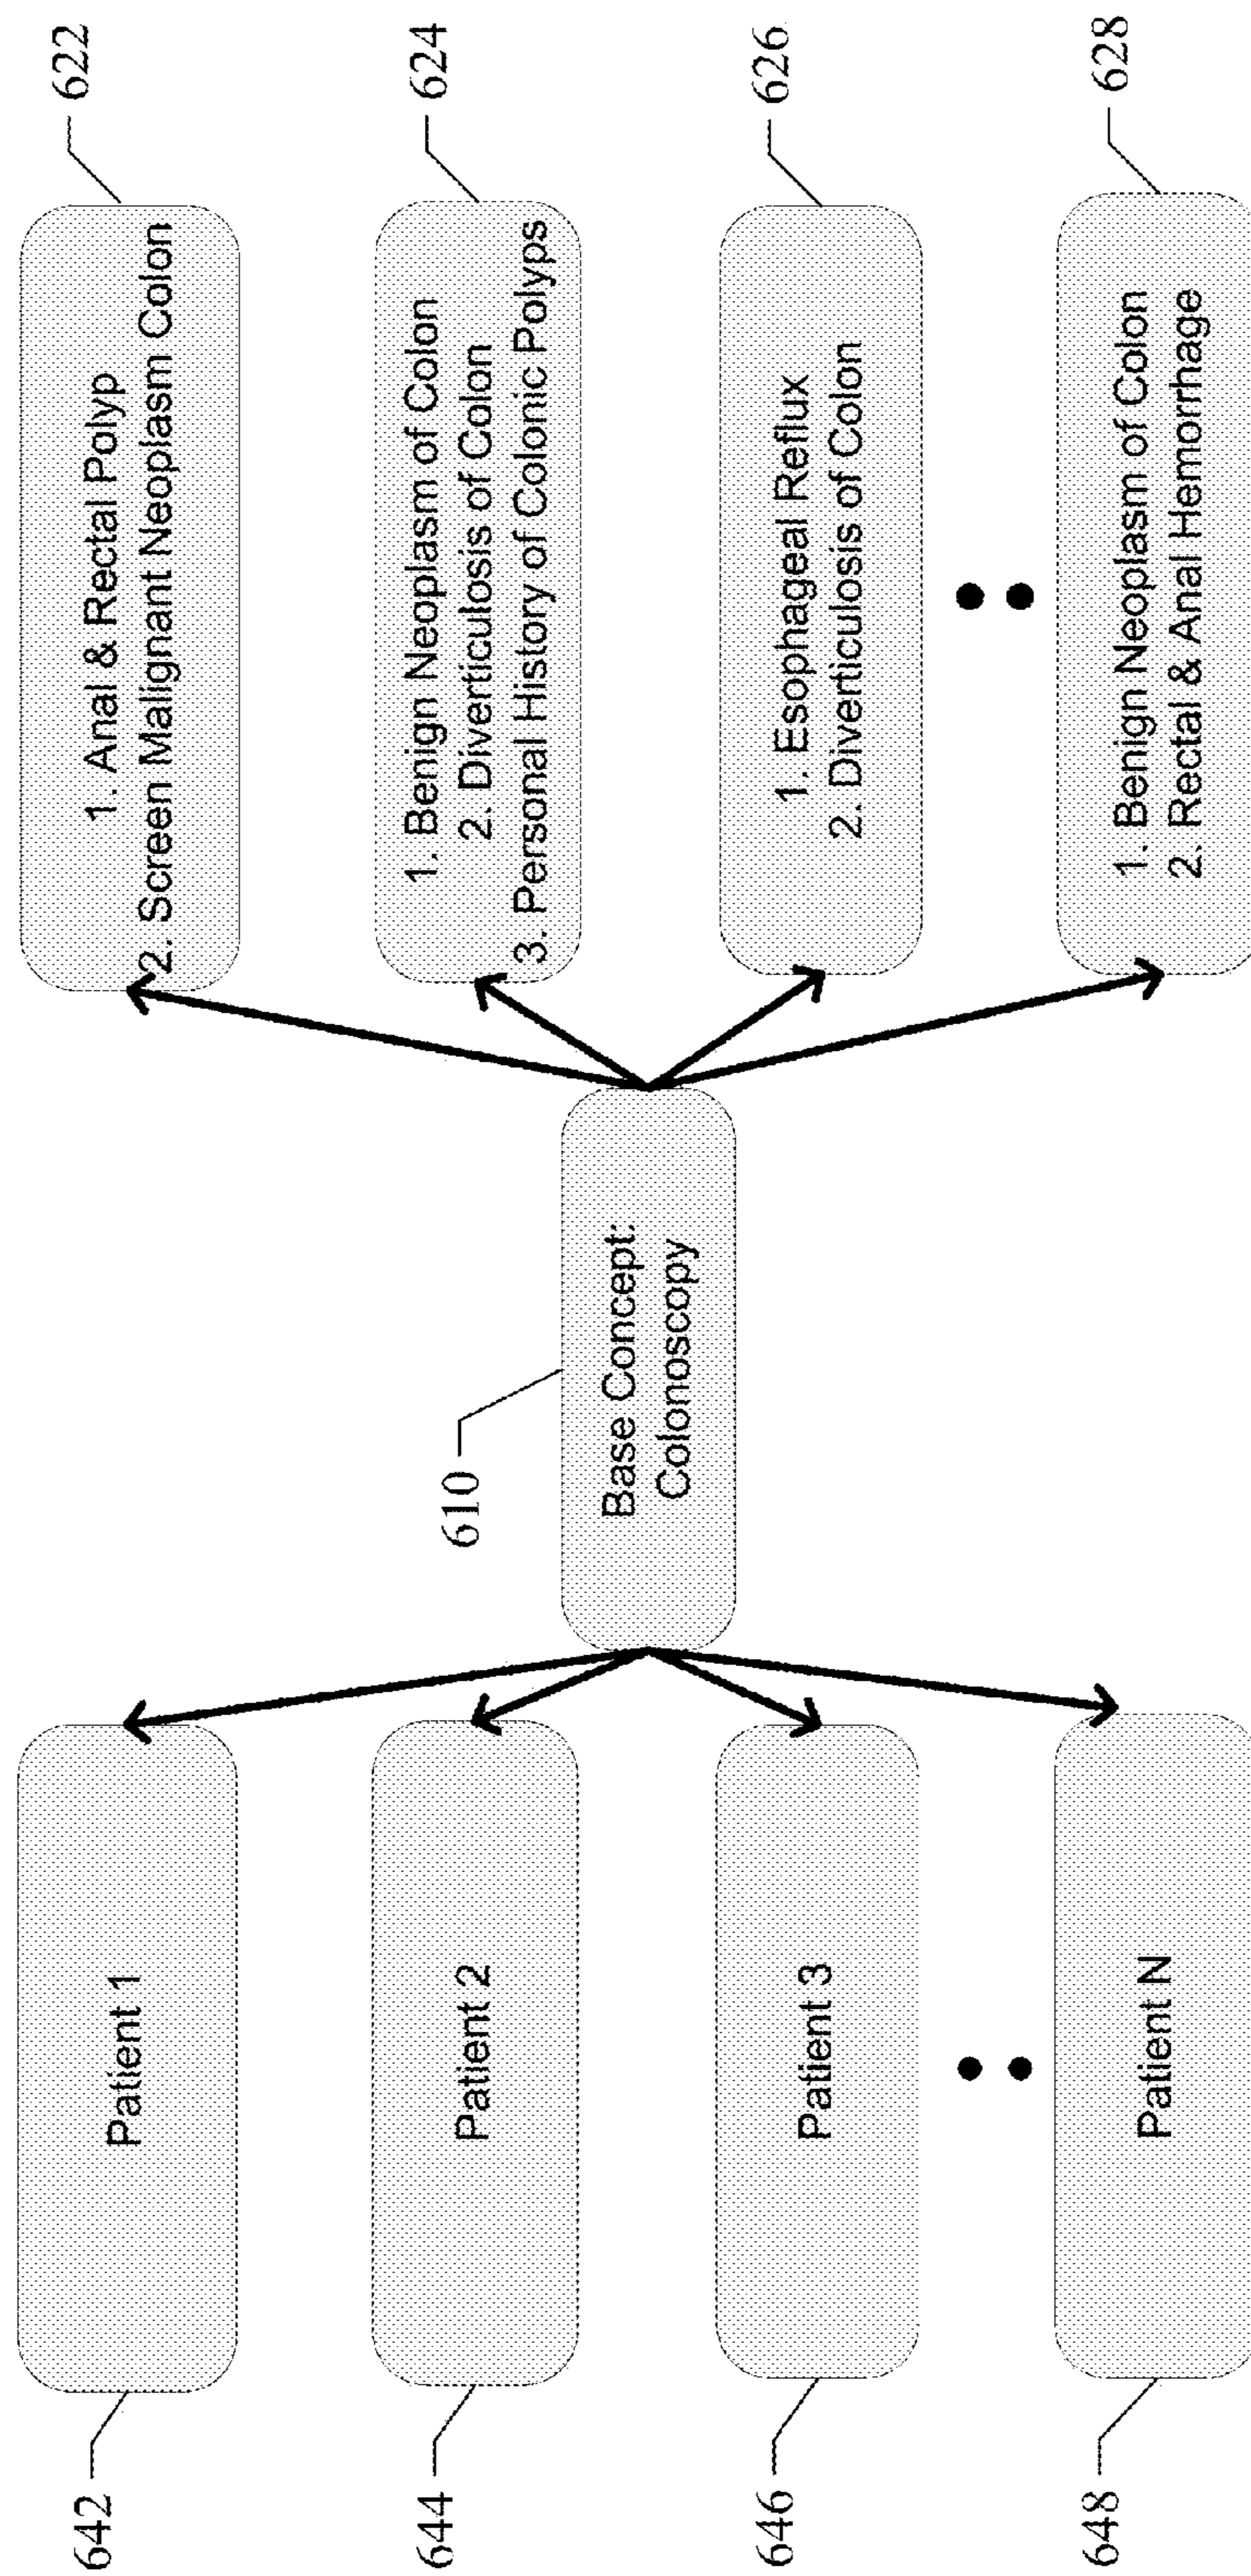 642
Patient 1
644
Patient 2
646
Patient 3
648
Patient N
610
Base Concept:
Colonoscopy
622
1. Anal & Rectal Polyp
2. Screen Malignant Neoplasm Colon
624
1. Benign Neoplasm of Colon
2. Diverticulosis of Colon
3. Personal History of Colonic Polyps
626
1. Esophageal Reflux
2. Diverticulosis of Colon
628
1. Benign Neoplasm of Colon
2. Rectal & Anal Hemorrhage